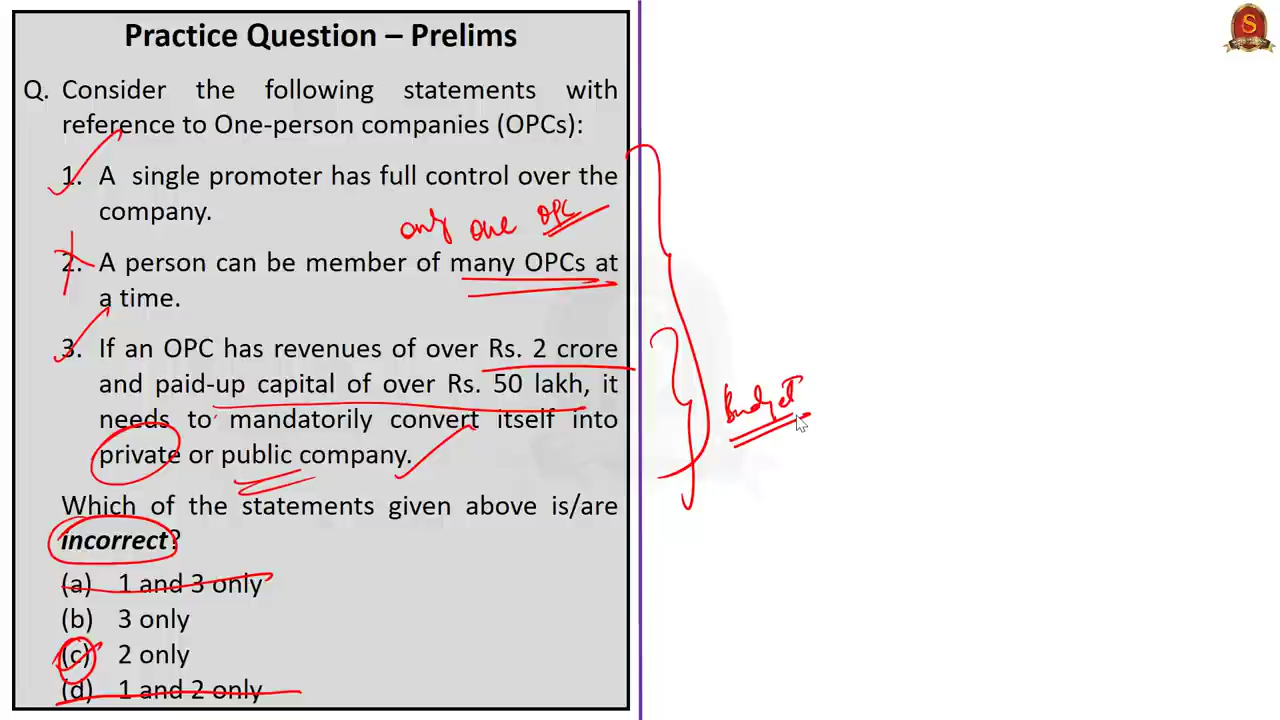 Practice Question – Prelims
Q. Consider the following statements with
reference to One-person companies (OPCs):
1. A single promoter has full control over the
company.
only one OPC
2. A person can be member of many OPCs at
a time.
3. If an OPC has revenues of over Rs. 2 crore
and paid-up capital of over Rs. 50 lakh, it
needs to mandatorily convert itself into
private or public company.
Which of the statements given above is/are
incorrect?
(a) 1 and 3 only
(b) 3 only
(c) 2 only
(d) 1 and 2 only
Budget
S